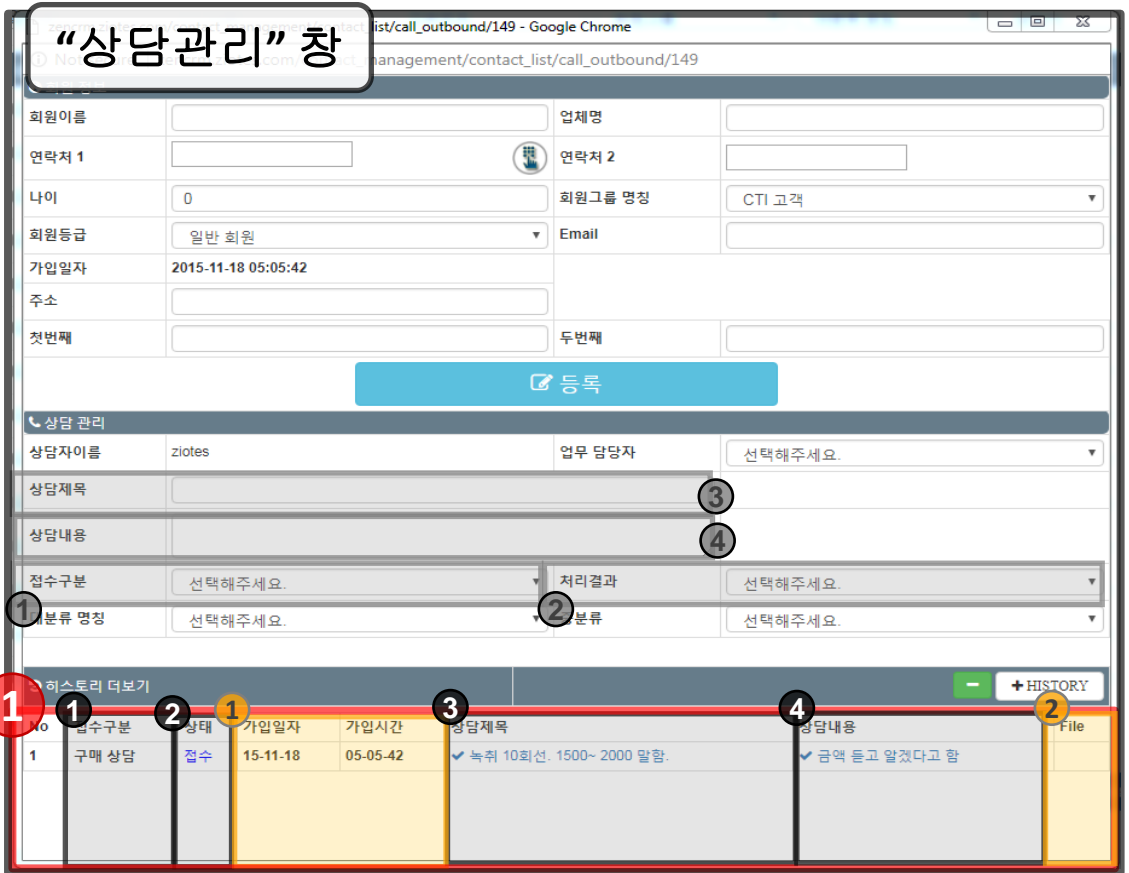 “상담관리” 창
list/call_outbound/149 - Google Chrome
management/contact_list/call_outbound/149
회원이름 업체명
연락처 1 연락처 2
나이 0 회원그룹 명칭 CTI 고객
회원등급 일반 회원 Email
가입일자 2015-11-18 05:05:42
주소
첫번째 두번째
등록
상담 관리
상담자이름 ziotes 업무 담당자 선택해주세요.
상담제목 3
상담내용 4
접수구분 선택해주세요. 처리결과 선택해주세요.
1 분류 명칭 선택해주세요. 2 분류 선택해주세요.
히스토리 더보기 - +HISTORY
1 1 2 1 3 4 2
No 접수구분 상태 가입일자 가입시간 상담제목 상담내용 File
1 구매 상담 접수 15-11-18 05-05-42 ✔ 녹취 10회선. 1500~ 2000 말함. ✔ 금액 듣고 알겠다고 함